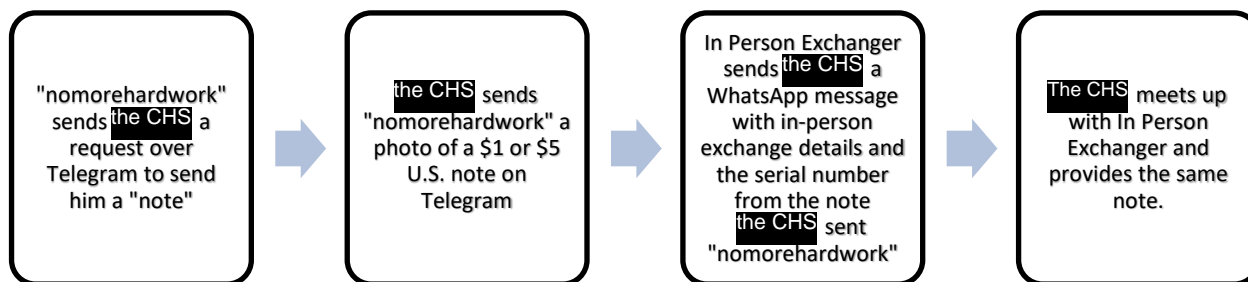 "nomorehardwork"
sends the CHS a
request over
Telegram to send
him a "note"
the CHS sends
"nomorehardwork" a
photo of a $1 or $5
U.S. note on
Telegram
In Person Exchanger
sends the CHS a
WhatsApp message
with in-person
exchange details and
the serial number
from the note
the CHS sent
"nomorehardwork"
The CHS meets up
with In Person
Exchanger and
provides the same
note.